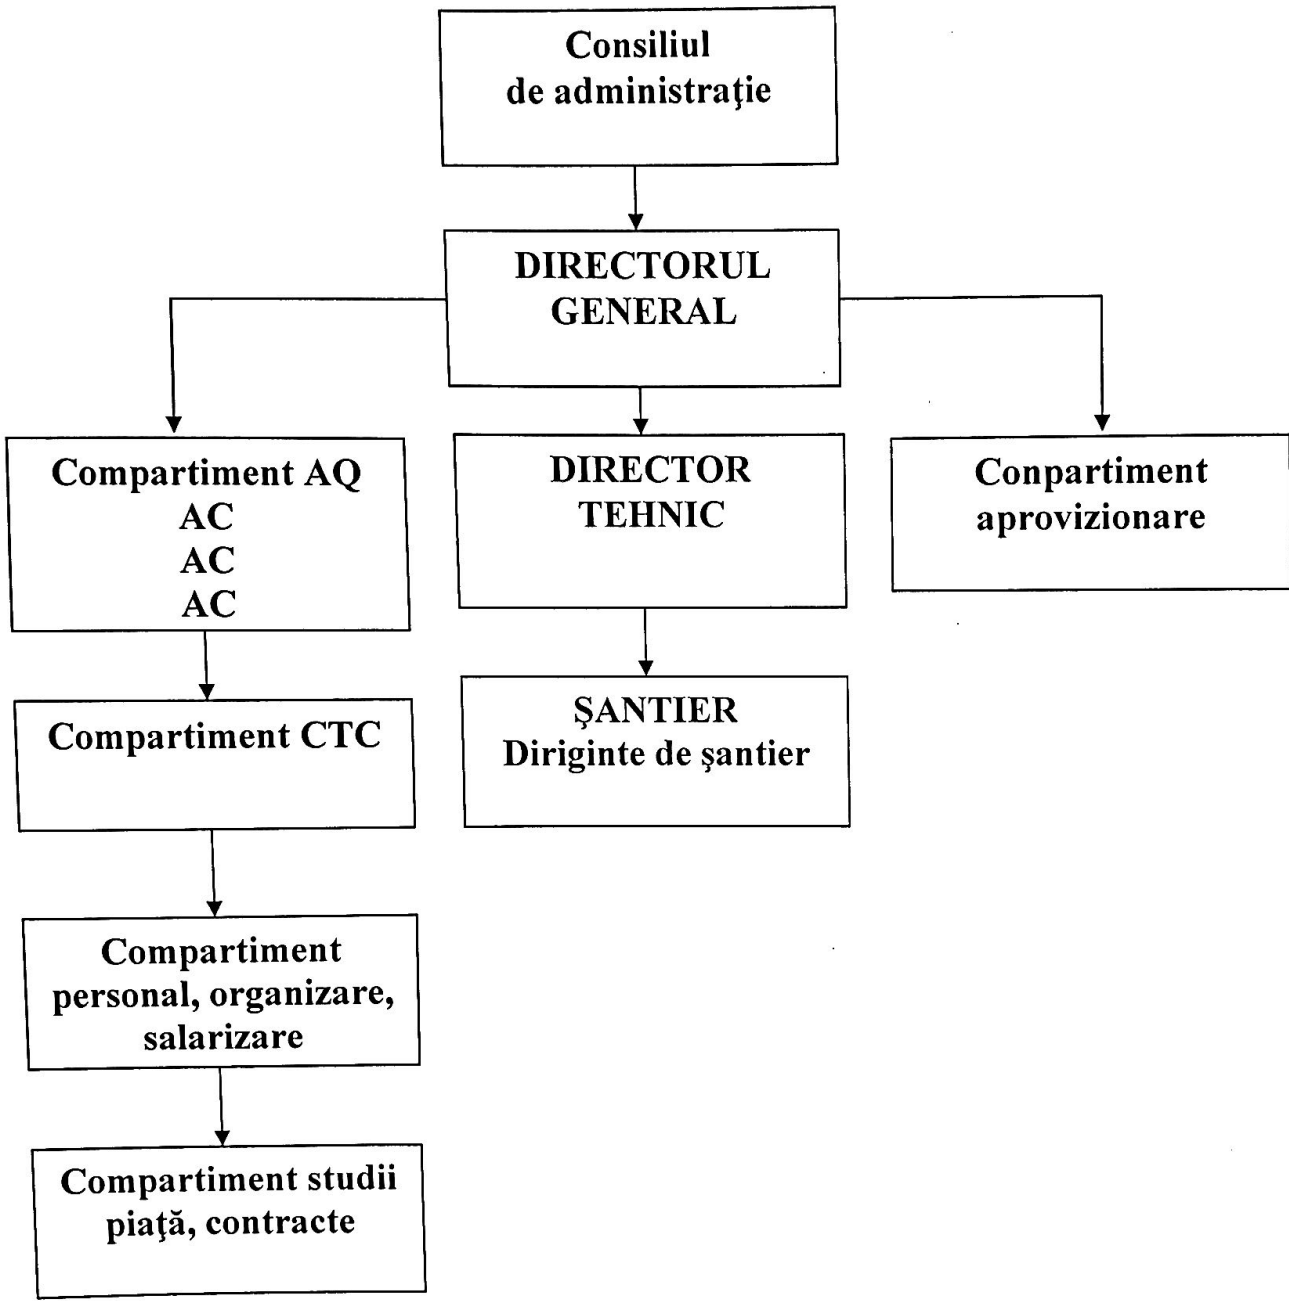 Consiliul
de administraţie
DIRECTORUL
GENERAL
Compartiment AQ
AC
AC
AC
DIRECTOR
TEHNIC
Conpartiment
aprovizionare
Compartiment CTC
ŞANTIER
Diriginte de şantier
Compartiment
personal, organizare,
salarizare
Compartiment studii
piaţă, contracte